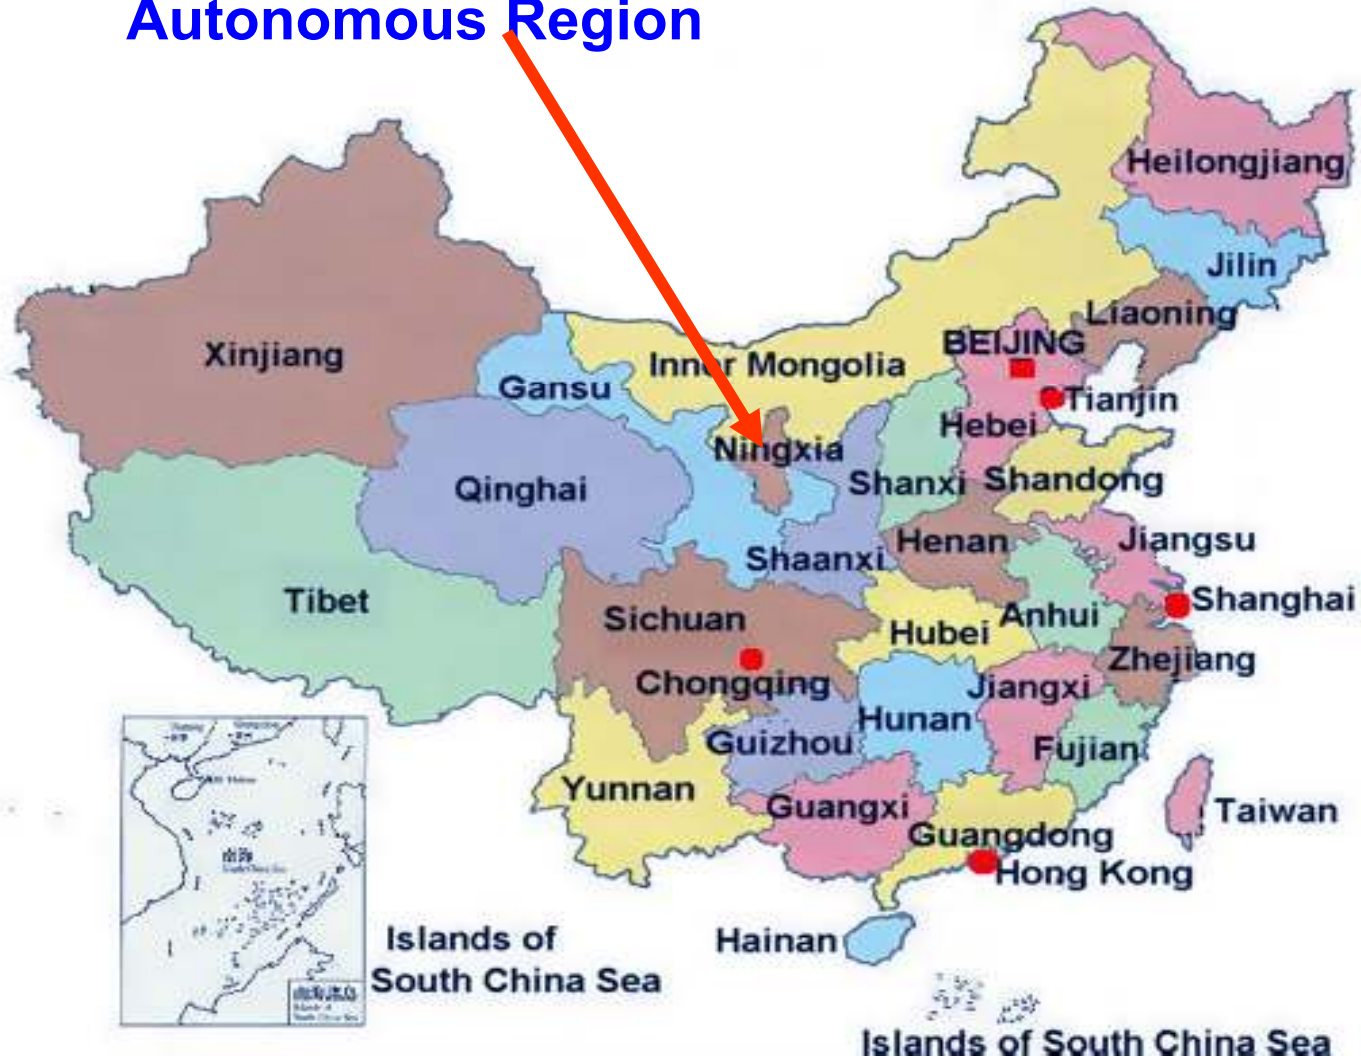 Autonomous Region
Heilongjiang
Jilin
Liaoning
Xinjiang
Inner Mongolia
BEIJING
Gansu
Tianjin
Hebei
Ningxia
Qinghai
Shanxi
Shandong
Henan
Jiangsu
Shaanxi
Tibet
Shanghai
Sichuan
Anhui
Hubei
Zhejiang
Chongqing
Jiangxi
Hunan
Guizhou
Fujian
Yunnan
Guangxi
Taiwan
Guangdong
Hong Kong
南海
Islands of
South China Sea
Hainan
Islands of South China Sea